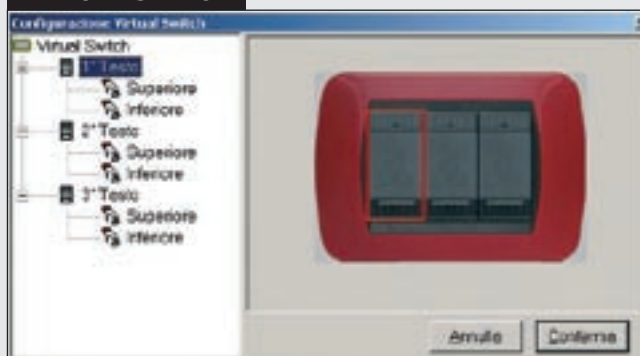 Configurazione Virtual Switch
Virtual Switch
1° Tasto
Superiore
Inferiore
2° Tasto
Superiore
Inferiore
3° Tasto
Superiore
Inferiore
Annulla
Conferma